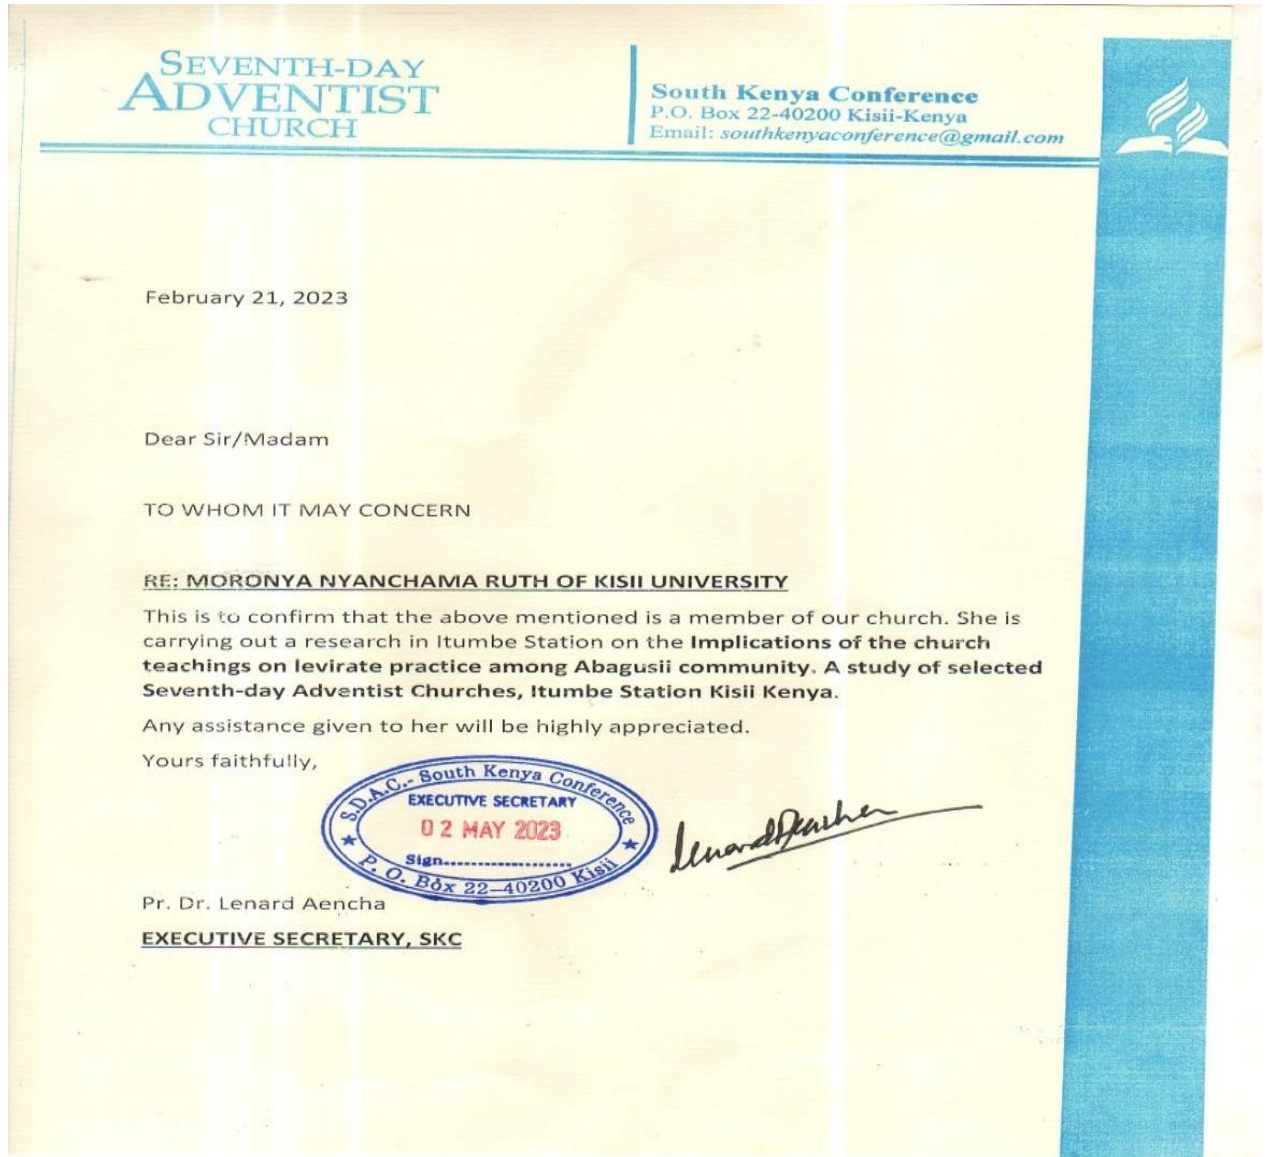 SEVENTH-DAY
ADVENTIST
CHURCH
South Kenya Conference
P.O. Box 22-40200 Kisii-Kenya
Email: southkenyaconference@gmail.com
February 21, 2023
Dear Sir/Madam
TO WHOM IT MAY CONCERN
RE: MORONYA NYANCHAMA RUTH OF KISII UNIVERSITY
This is to confirm that the above mentioned is a member of our church. She is
carrying out a research in Itumbe Station on the Implications of the church
teachings on levirate practice among Abagusii community. A study of selected
Seventh-day Adventist Churches, Itumbe Station Kisii Kenya.
Any assistance given to her will be highly appreciated.
Yours faithfully,
S.D.A.C.- South Kenya Conference
EXECUTIVE SECRETARY
02 MAY 2023
Sign....................
P. O. Box 22-40200 Kisii
Pr. Dr. Lenard Aencha
EXECUTIVE SECRETARY, SKC